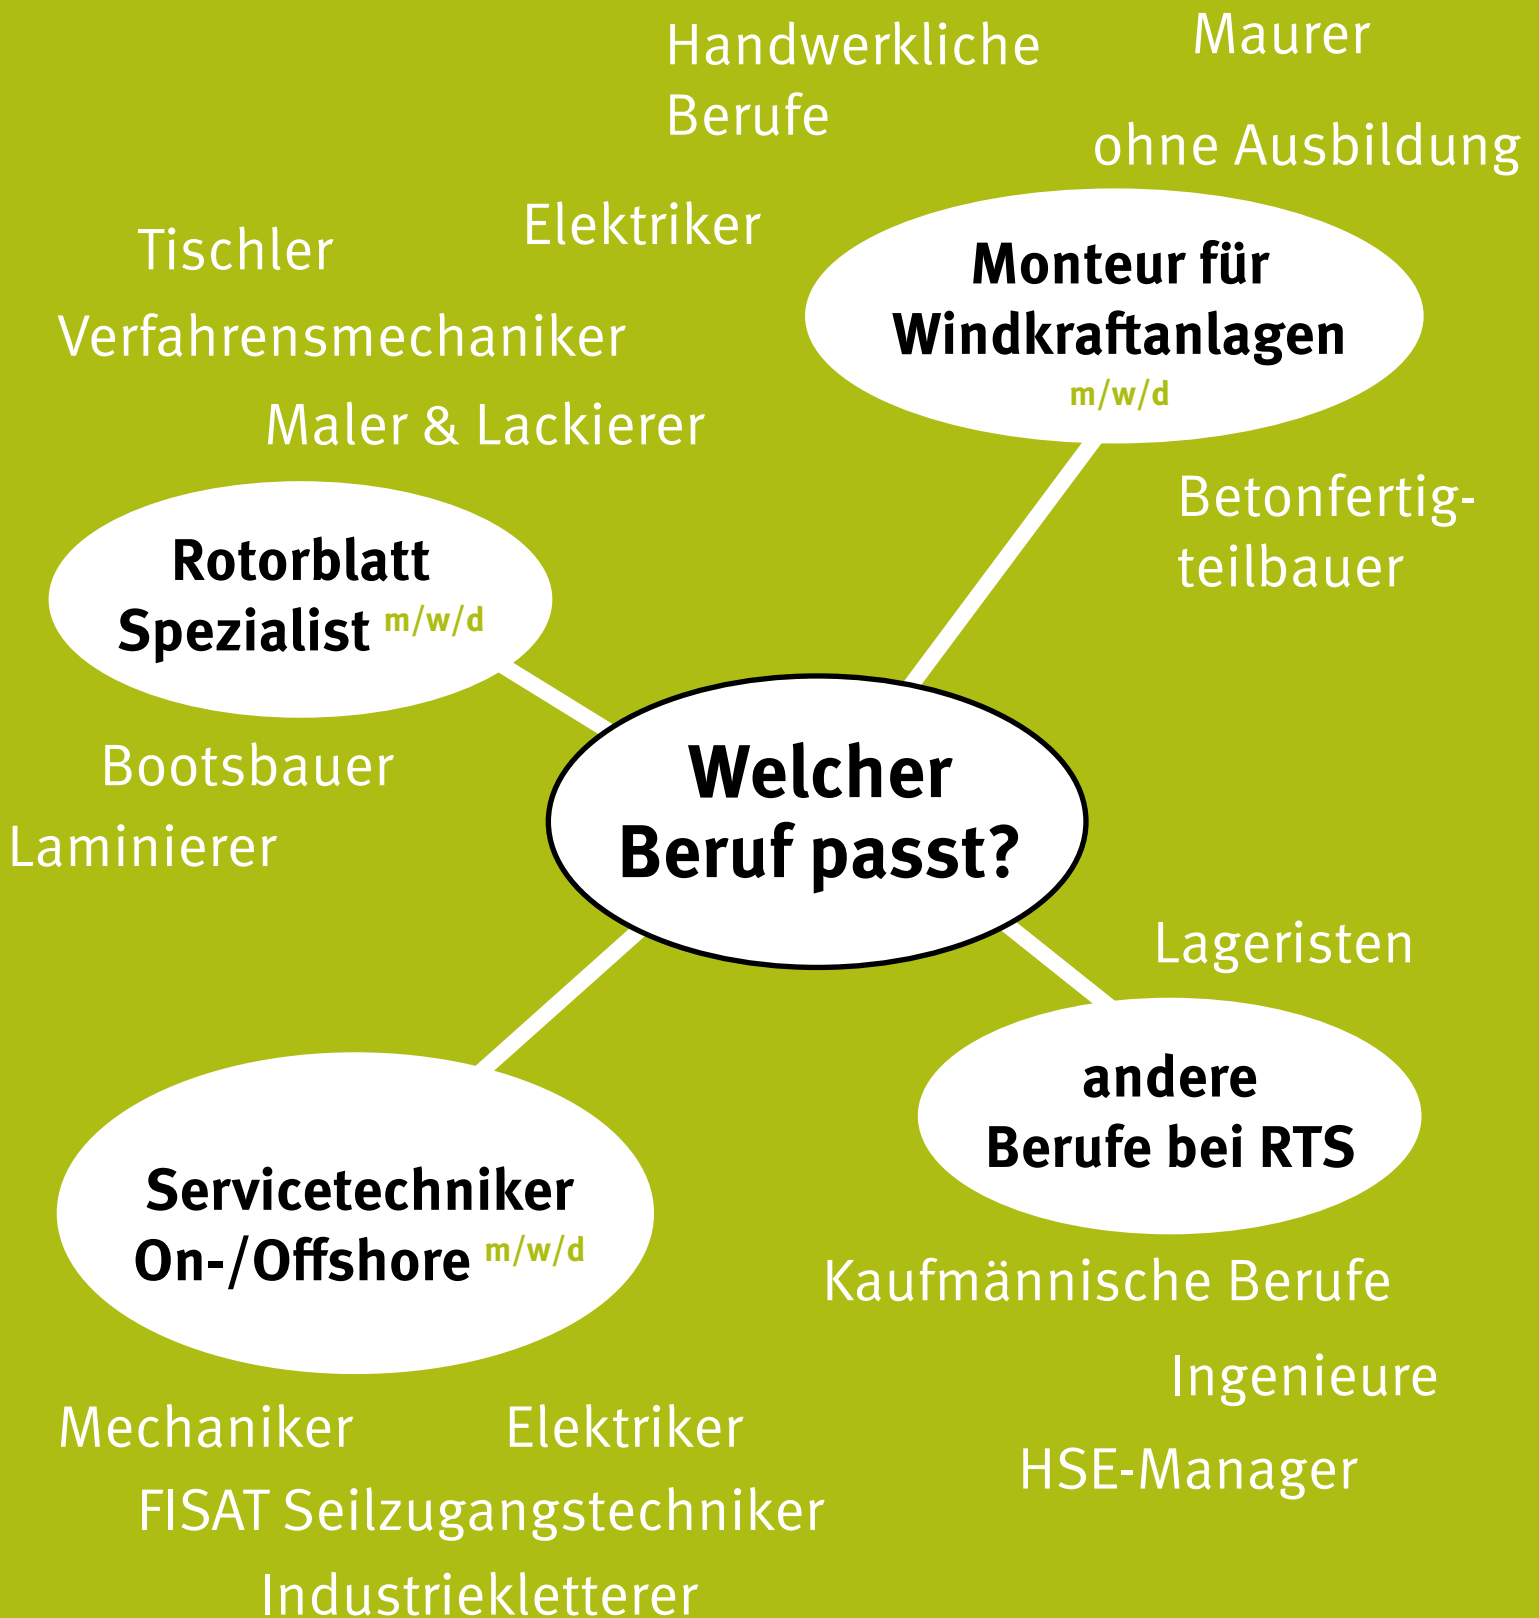 Handwerkliche
Berufe
Maurer
ohne Ausbildung
Elektriker
Tischler
Verfahrensmechaniker
Maler & Lackierer
Monteur für
Windkraftanlagen
m/w/d
Betonfertig-
teilbauer
Rotorblatt
Spezialist m/w/d
Bootsbauer
Laminierer
Welcher
Beruf passt?
Lageristen
andere
Berufe bei RTS
Kaufmännische Berufe
Ingenieure
HSE-Manager
Servicetechniker
On-/Offshore m/w/d
Mechaniker
Elektriker
FISAT Seilzugangstechniker
Industriekletterer